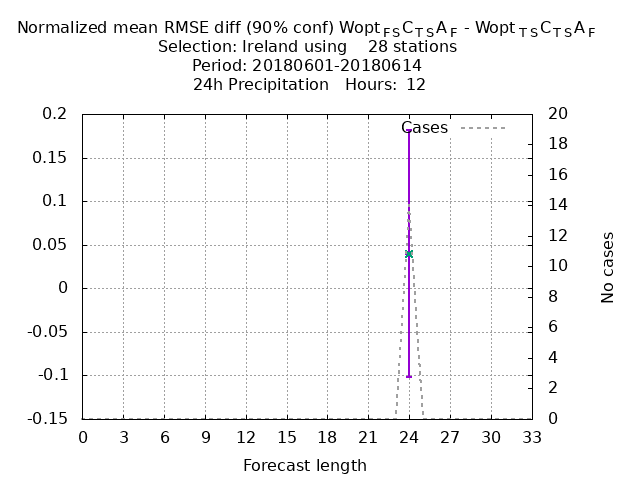 Normalized mean RMSE diff (90% conf) Wopt FS C TS A F - Wopt TS C TS A F
Selection: Ireland using 28 stations
Period: 20180601-20180614
24h Precipitation Hours: 12
Cases
0.2
0.15
0.1
0.05
0
-0.05
-0.1
-0.15
20
18
16
14
12
10
8
6
4
2
0
No cases
0 3 6 9 12 15 18 21 24 27 30 33
Forecast length